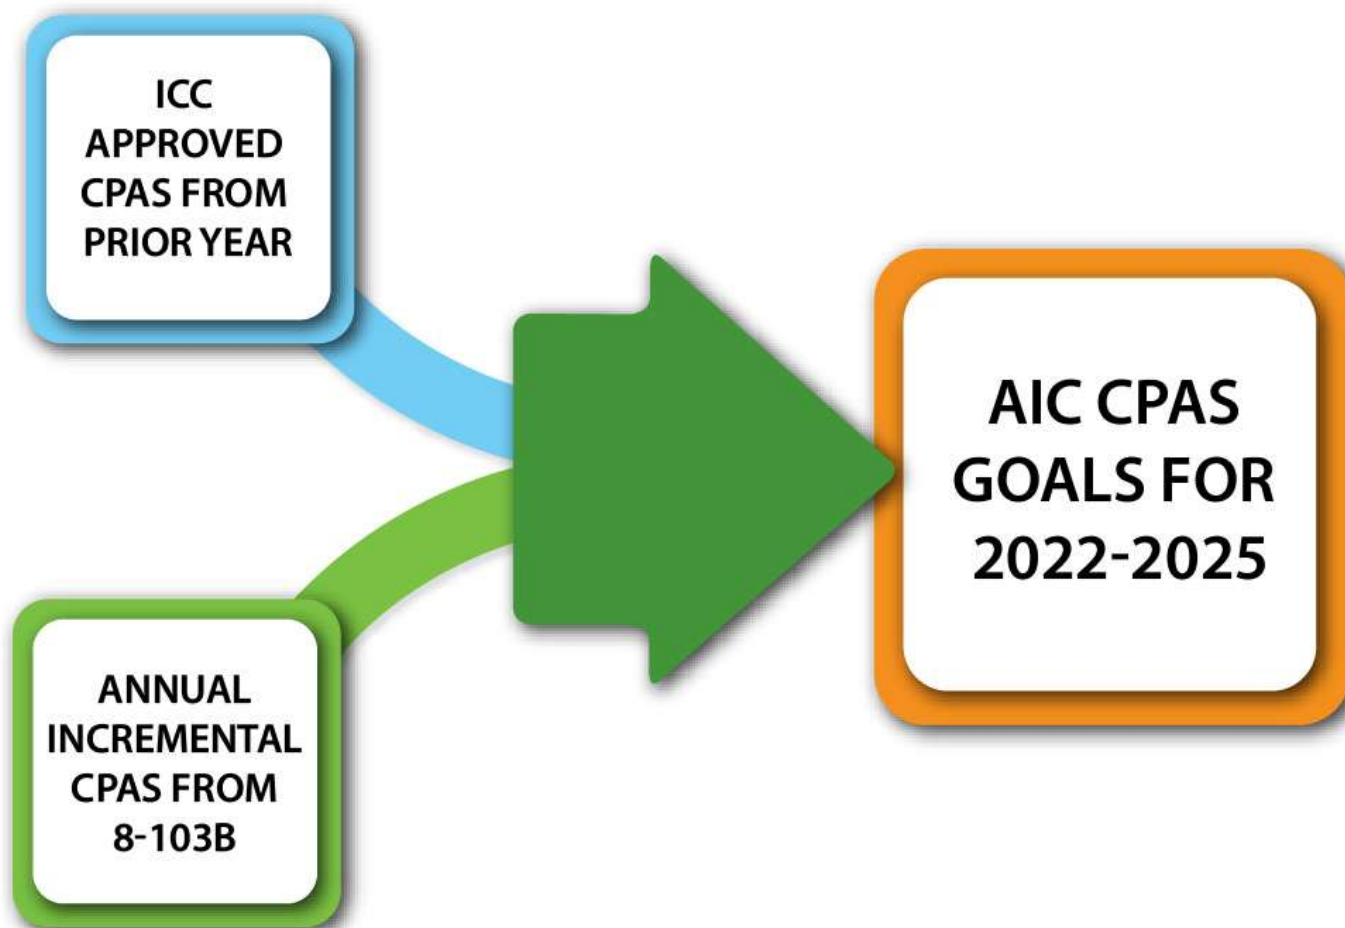 ICC
APPROVED
CPAS FROM
PRIOR YEAR
ANNUAL
INCREMENTAL
CPAS FROM
8-103B
AIC CPAS
GOALS FOR
2022-2025